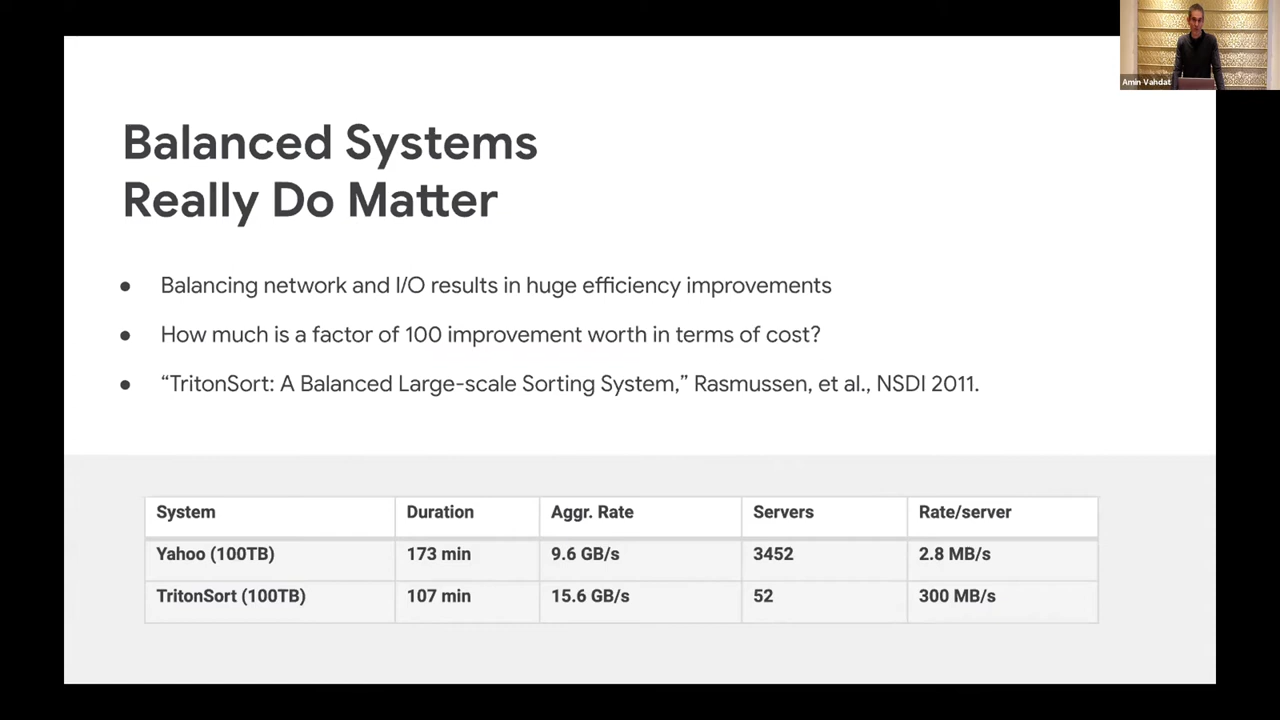 Amin Vahdat
Balanced Systems
Really Do Matter
● Balancing network and I/O results in huge efficiency improvements
● How much is a factor of 100 improvement worth in terms of cost?
● “TritonSort: A Balanced Large-scale Sorting System,” Rasmussen, et al., NSDI 2011.
System Duration Aggr. Rate Servers Rate/server
Yahoo (100TB) 173 min 9.6 GB/s 3452 2.8 MB/s
TritonSort (100TB) 107 min 15.6 GB/s 52 300 MB/s